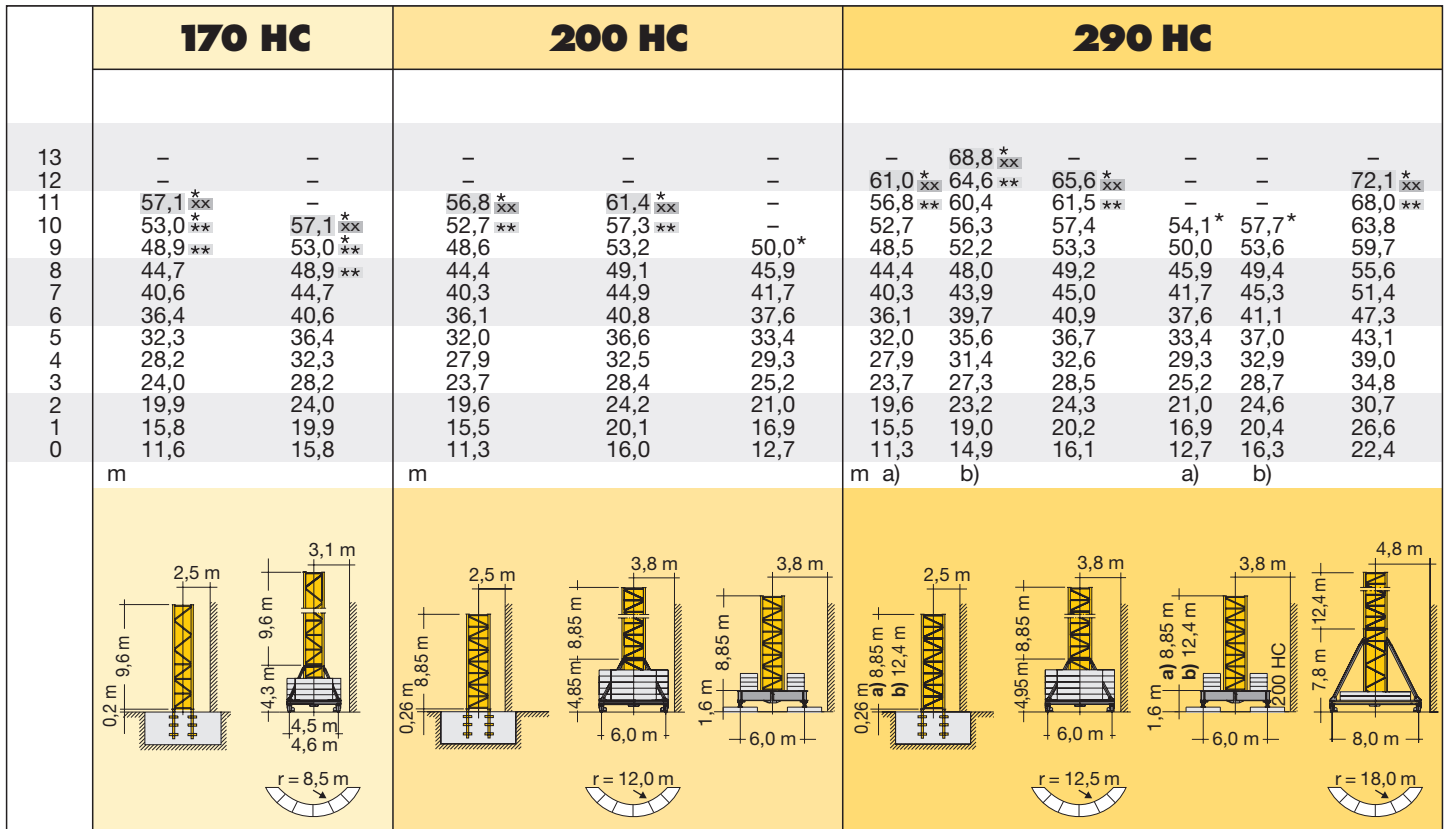 170 HC 200 HC 290 HC
13 – – – – – – 68,8 * xx – – – –
12 – – – – – 61,0 * xx 64,6 ** 65,6 * xx – – 72,1 * xx
11 57,1 * xx – 56,8 * xx 61,4 * xx – 56,8 ** 60,4 61,5 ** – – 68,0 **
10 53,0 * ** 57,1 * xx 52,7 ** 57,3 ** – 52,7 56,3 57,4 54,1 * 57,7 * 63,8
9 48,9 ** 53,0 * ** 48,6 53,2 50,0 * 48,5 52,2 53,3 50,0 53,6 59,7
8 44,7 48,9 ** 44,4 49,1 45,9 44,4 48,0 49,2 45,9 49,4 55,6
7 40,6 44,7 40,3 44,9 41,7 40,3 43,9 45,0 41,7 45,3 51,4
6 36,4 40,6 36,1 40,8 37,6 36,1 39,7 40,9 37,6 41,1 47,3
5 32,3 36,4 32,0 36,6 33,4 32,0 35,6 36,7 33,4 37,0 43,1
4 28,2 32,3 27,9 32,5 29,3 27,9 31,4 32,6 29,3 32,9 39,0
3 24,0 28,2 23,7 28,4 25,2 23,7 27,3 28,5 25,2 28,7 34,8
2 19,9 24,0 19,6 24,2 21,0 19,6 23,2 24,3 21,0 24,6 30,7
1 15,8 19,9 15,5 20,1 16,9 15,5 19,0 20,2 16,9 20,4 26,6
0 11,6 15,8 11,3 16,0 12,7 11,3 14,9 16,1 12,7 16,3 22,4
m m m a) b) a) b)
2,5 m
9,6 m
0,2 m
3,1 m
9,6 m
4,3 m
4,5 m
4,6 m
r = 8,5 m
2,5 m
8,85 m
0,26 m
3,8 m
8,85 m
4,85 m
6,0 m
r = 12,0 m
3,8 m
8,85 m
1,6 m
6,0 m
2,5 m
a) 8,85 m
b) 12,4 m
0,26 m
3,8 m
8,85 m
4,95 m
6,0 m
r = 12,5 m
3,8 m
a) 8,85 m
b) 12,4 m
1,6 m
200 HC
6,0 m
4,8 m
12,4 m
7,8 m
8,0 m
r = 18,0 m